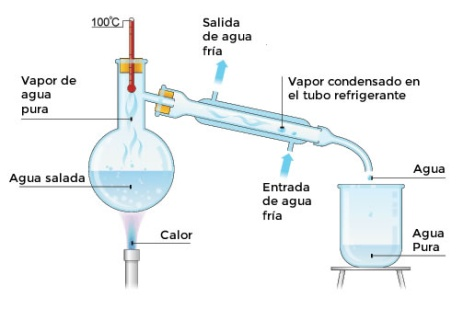 100°C
Salida
de agua
fría
Vapor de
agua
pura
Vapor condensado en
el tubo refrigerante
Agua salada
Entrada
de agua
fría
Agua
Calor
Agua
Pura